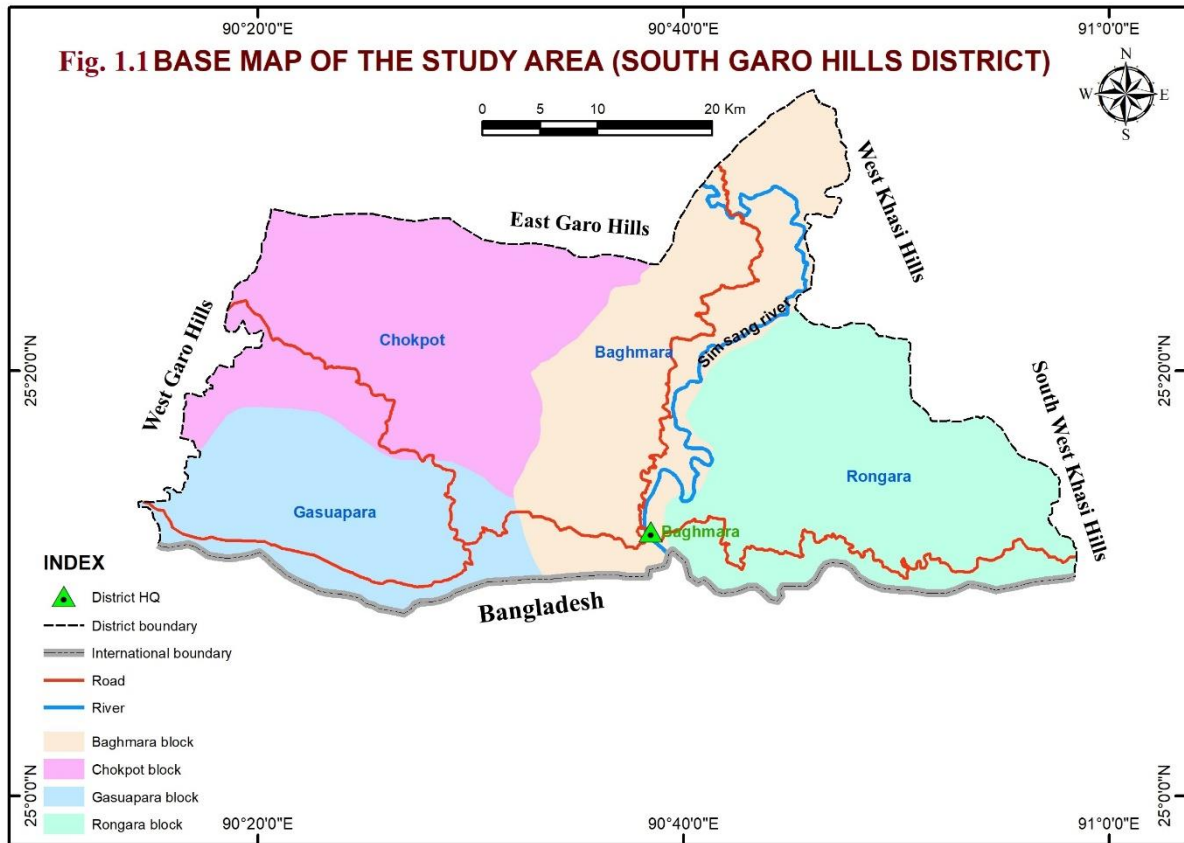 90°20'0"E
90°40'0"E
91°0'0"E
Fig. 1.1 BASE MAP OF THE STUDY AREA (SOUTH GARO HILLS DISTRICT)
N
W
E
S
0
5
10
20 Km
West Khasi Hills
East Garo Hills
West Garo Hills
Chokpot
Baghmara
Sim sang river
25°20'0"N
25°20'0"N
South West Khasi Hills
Rongara
Gasuapara
Baghmara
Bangladesh
INDEX
District HQ
District boundary
International boundary
Road
River
Baghmara block
Chokpot block
Gasuapara block
Rongara block
25°0'0"N
25°0'0"N
90°20'0"E
90°40'0"E
91°0'0"E